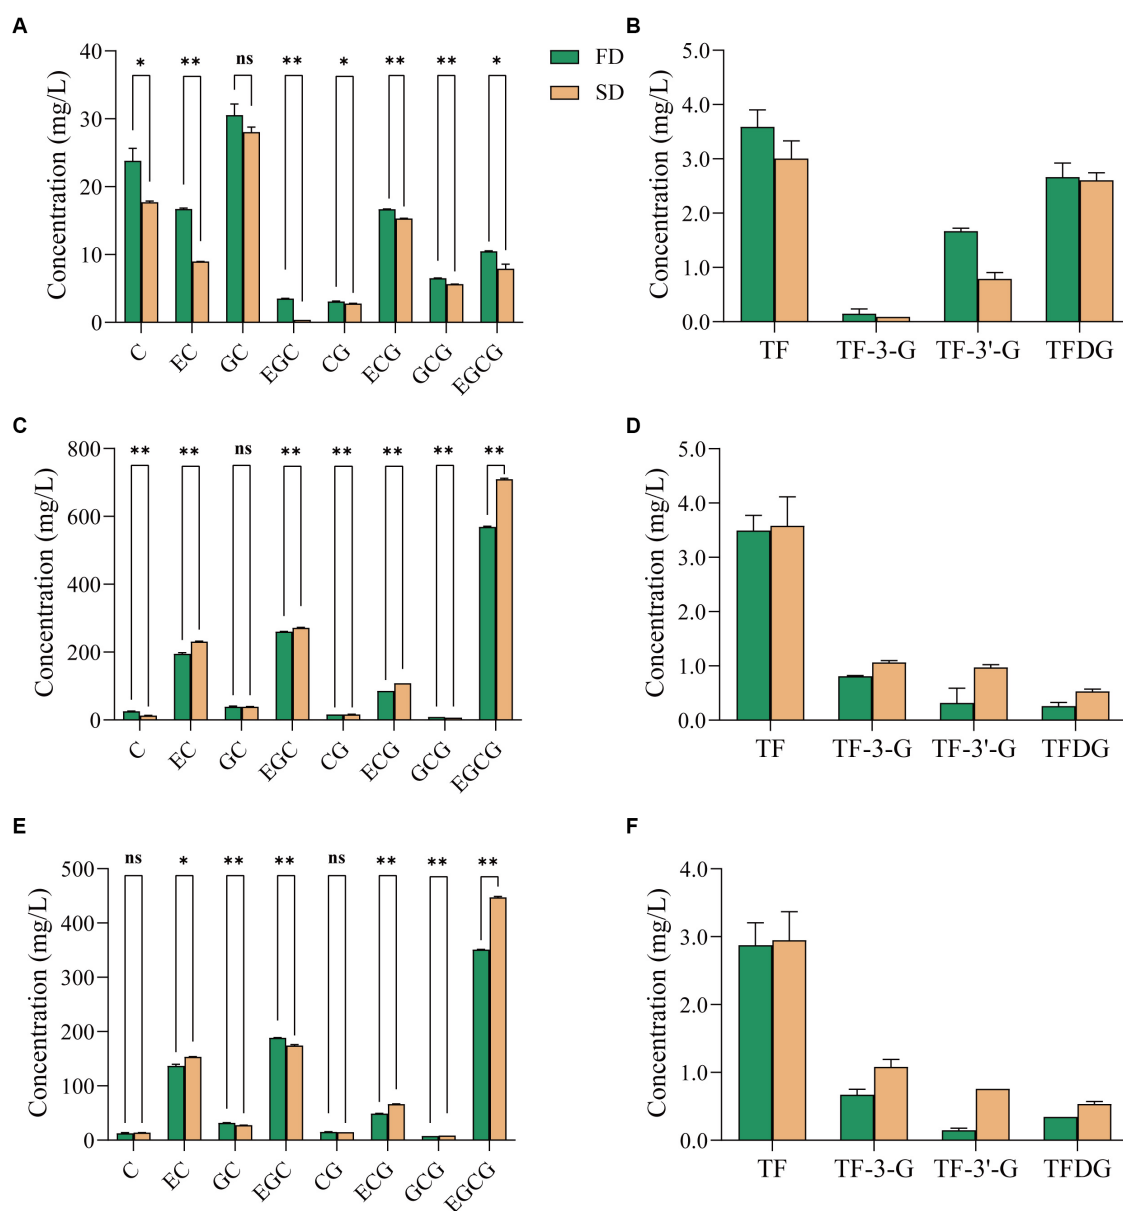 A
B
FD
SD
Concentration (mg/L)
40
30
20
10
0
* ** ns ** * ** ** *
C EC GC EGC CG ECG GCG EGCG
Concentration (mg/L)
5.0
4.0
3.0
2.0
1.0
0.0
TF TF-3-G TF-3'-G TFDG
C
D
Concentration (mg/L)
800
600
400
200
0
** ** ns ** ** ** ** **
C EC GC EGC CG ECG GCG EGCG
Concentration (mg/L)
5.0
4.0
3.0
2.0
1.0
0.0
TF TF-3-G TF-3'-G TFDG
E
F
Concentration (mg/L)
500
400
300
200
100
0
ns * ** ** ns ** ** **
C EC GC EGC CG ECG GCG EGCG
Concentration (mg/L)
4.0
3.0
2.0
1.0
0.0
TF TF-3-G TF-3'-G TFDG